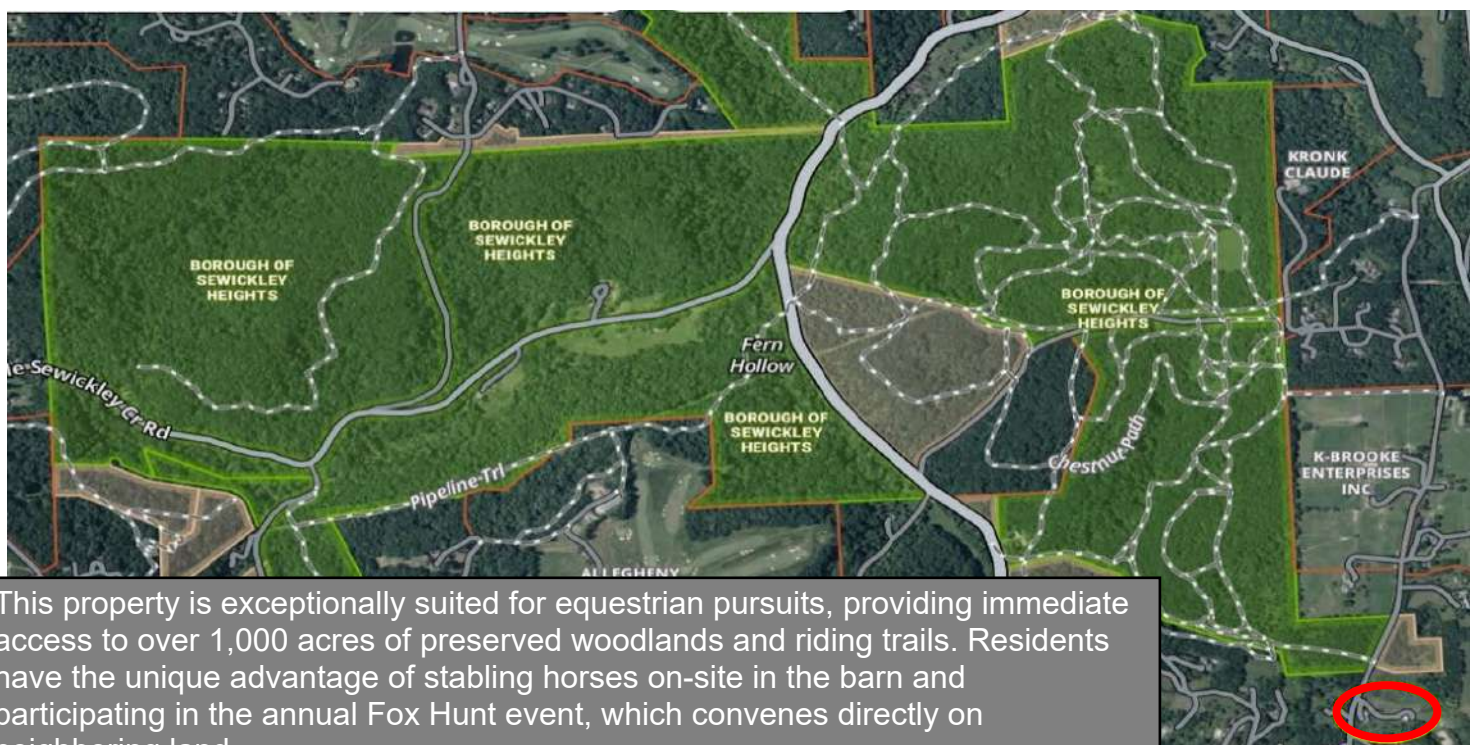 KRONK
CLAUDE
BOROUGH OF
SEWICKLEY
HEIGHTS
BOROUGH OF
SEWICKLEY
HEIGHTS
BOROUGH OF
SEWICKLEY
HEIGHTS
Fern
Hollow
Sewickley Cr Rd
BOROUGH OF
SEWICKLEY
HEIGHTS
Chestnut Path
K-BROOKE
ENTERPRISES
INC
Pipeline Trl
ALLEGHENY
This property is exceptionally suited for equestrian pursuits, providing immediate
access to over 1,000 acres of preserved woodlands and riding trails. Residents
have the unique advantage of stabling horses on-site in the barn and
participating in the annual Fox Hunt event, which convenes directly on
neighboring land